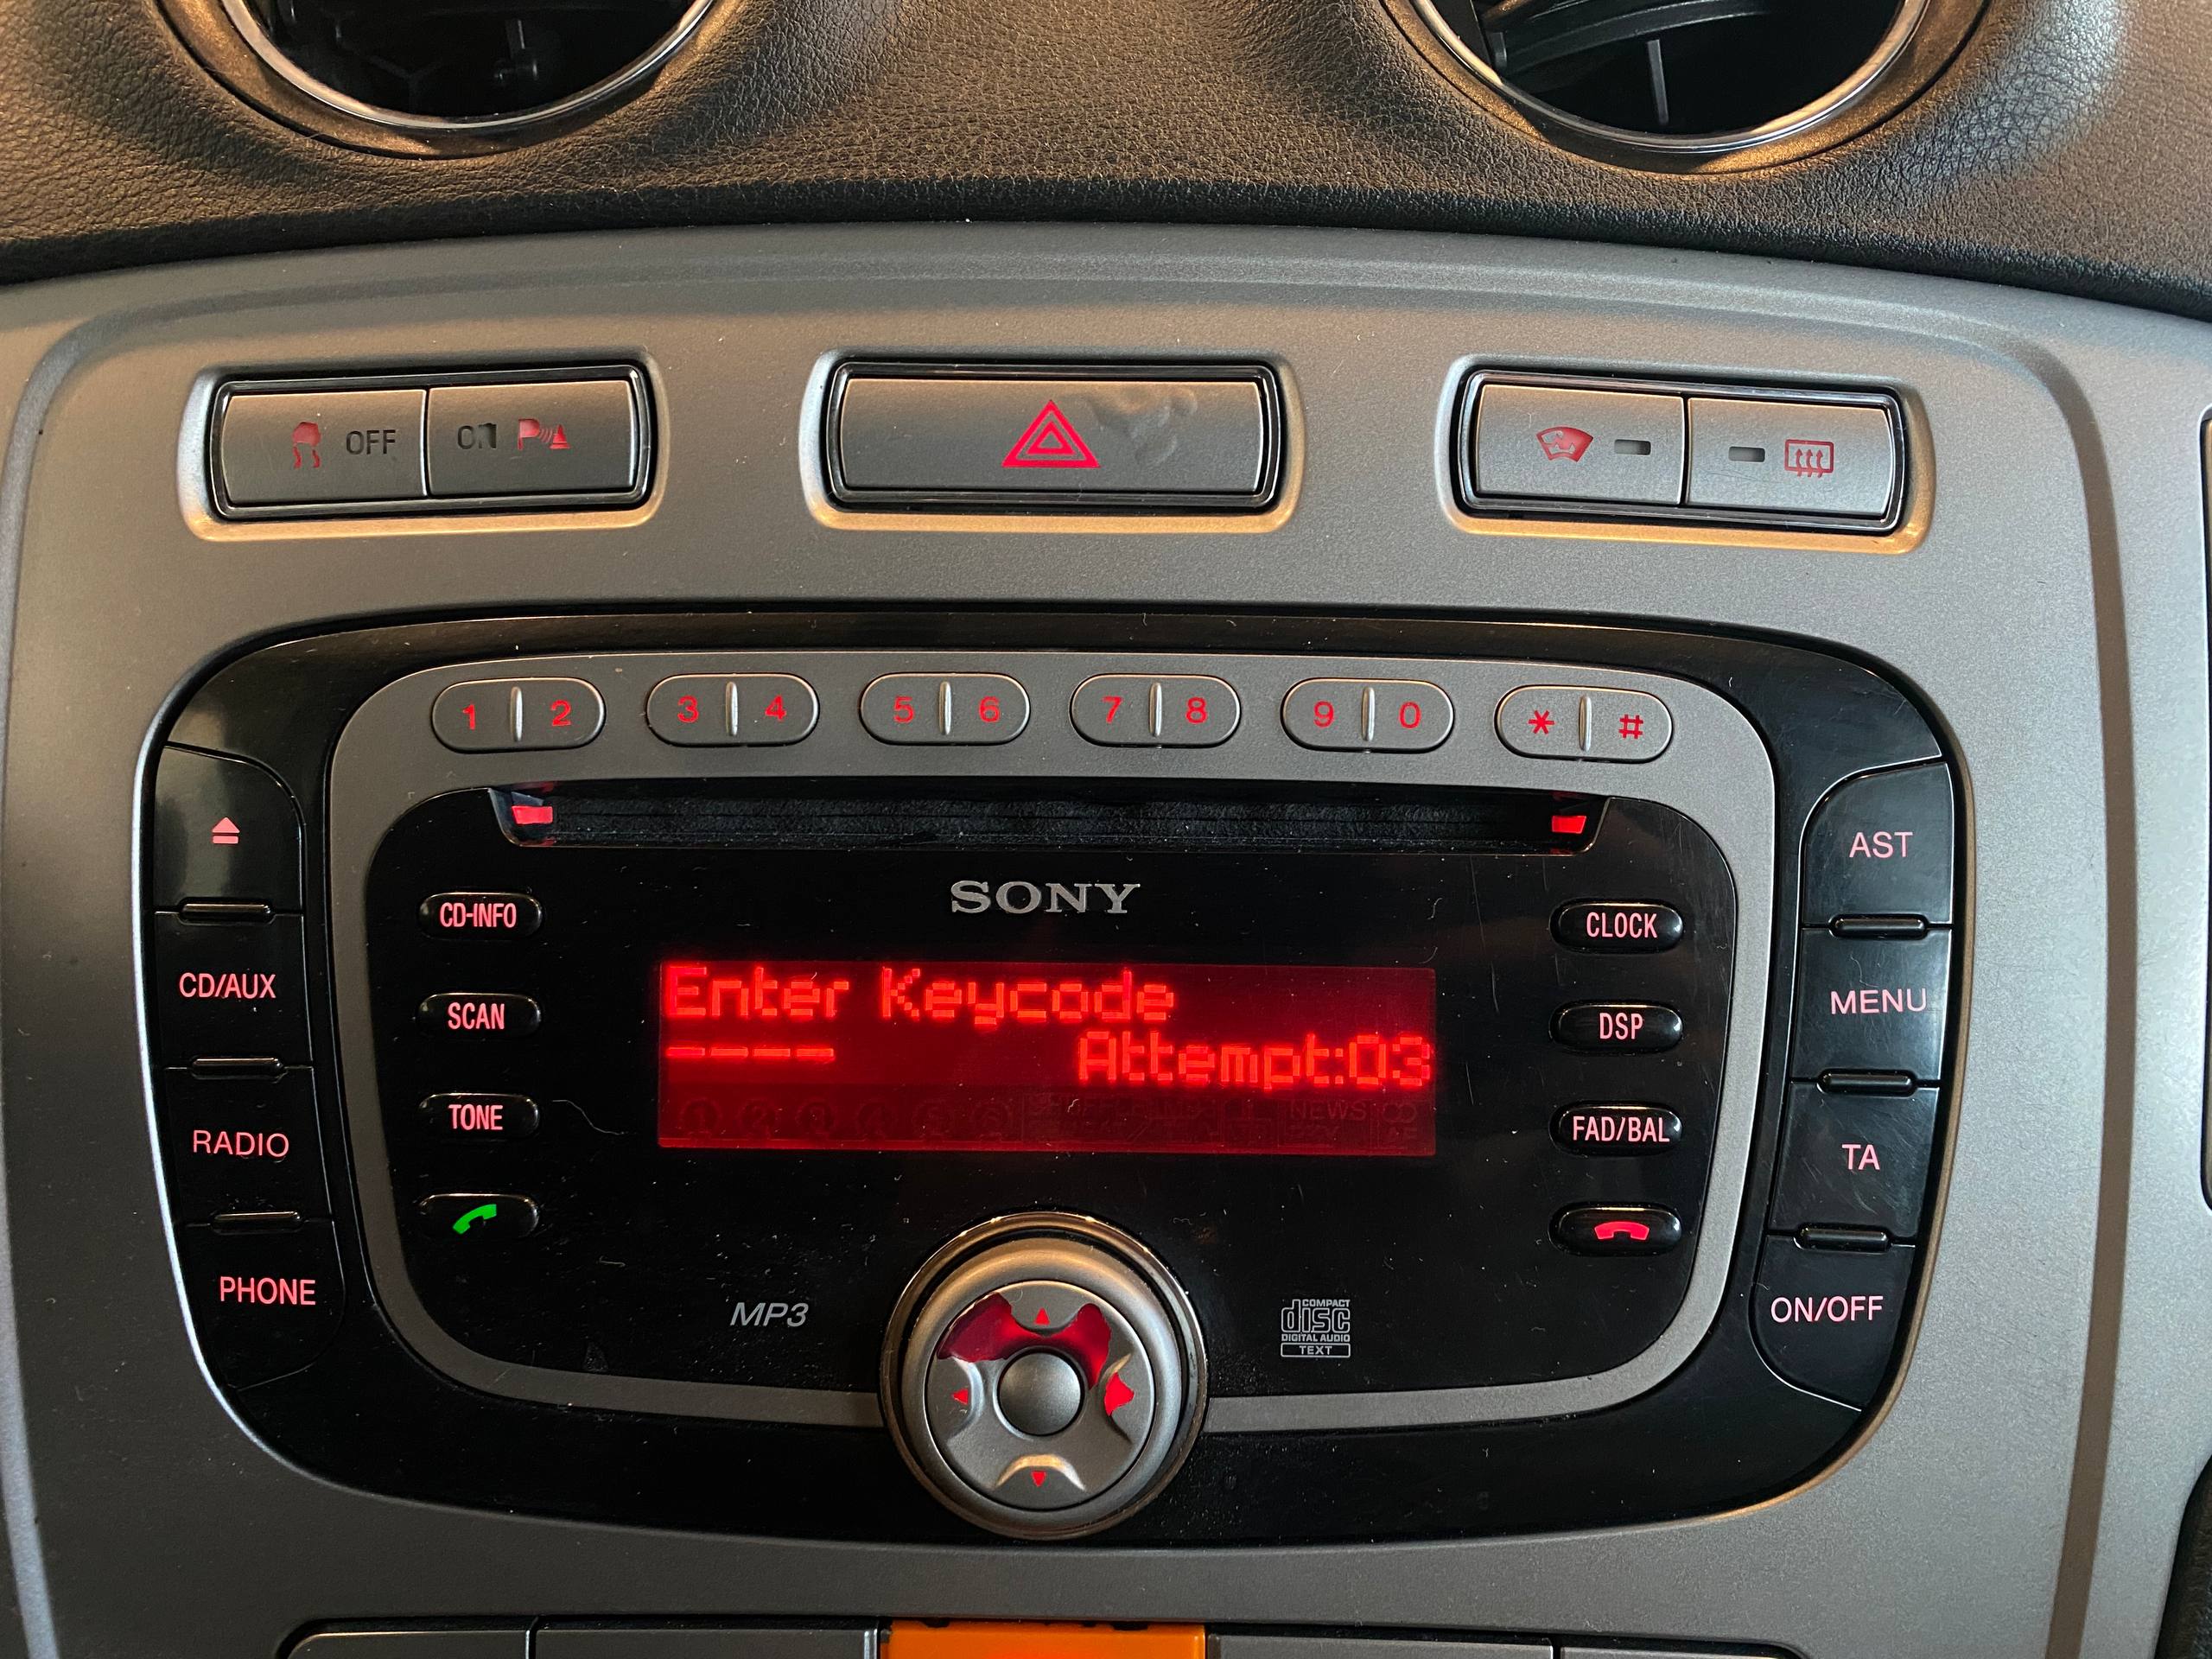 OFF ON
1 2 3 4 5 6 7 8 9 0 * #
SONY
Enter Keycode
---- Attempt:03
CD-INFO
SCAN
TONE
CD/AUX
RADIO
PHONE
CLOCK
DSP
FAD/BAL
AST
MENU
TA
ON/OFF
MP3
COMPACT
disc
DIGITAL AUDIO
TEXT